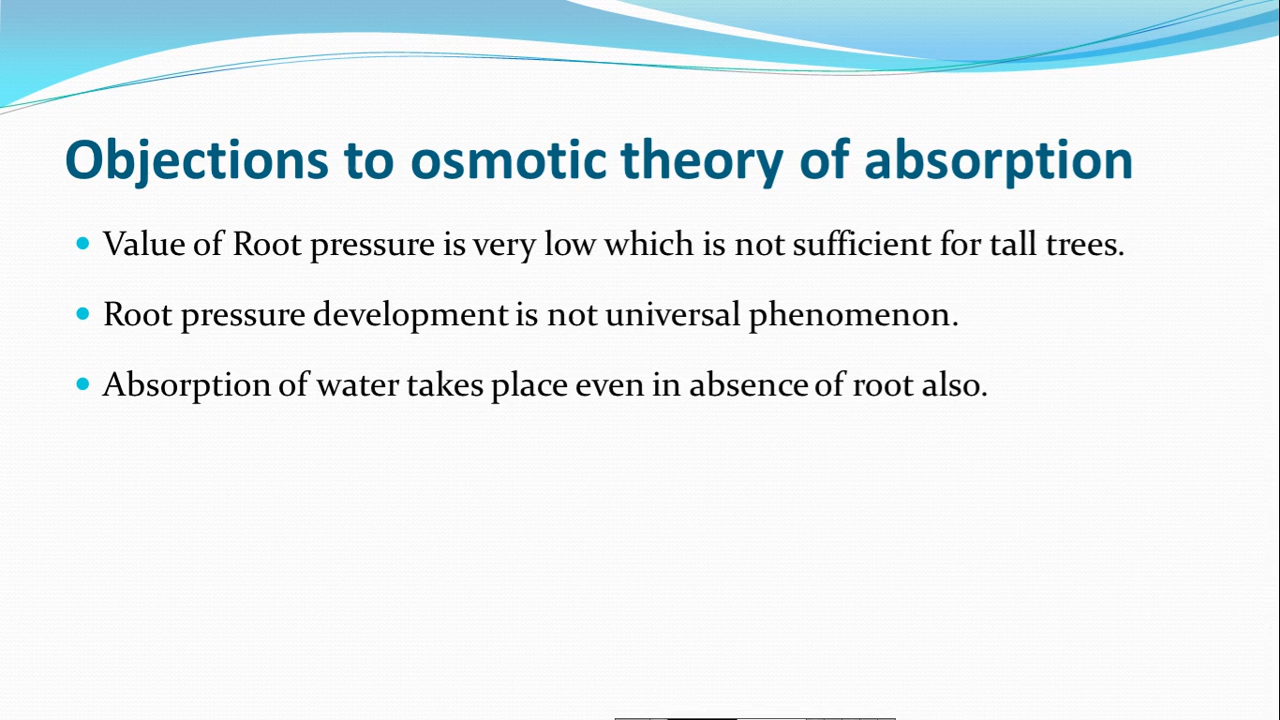 Objections to osmotic theory of absorption
Value of Root pressure is very low which is not sufficient for tall trees.
Root pressure development is not universal phenomenon.
Absorption of water takes place even in absence of root also.